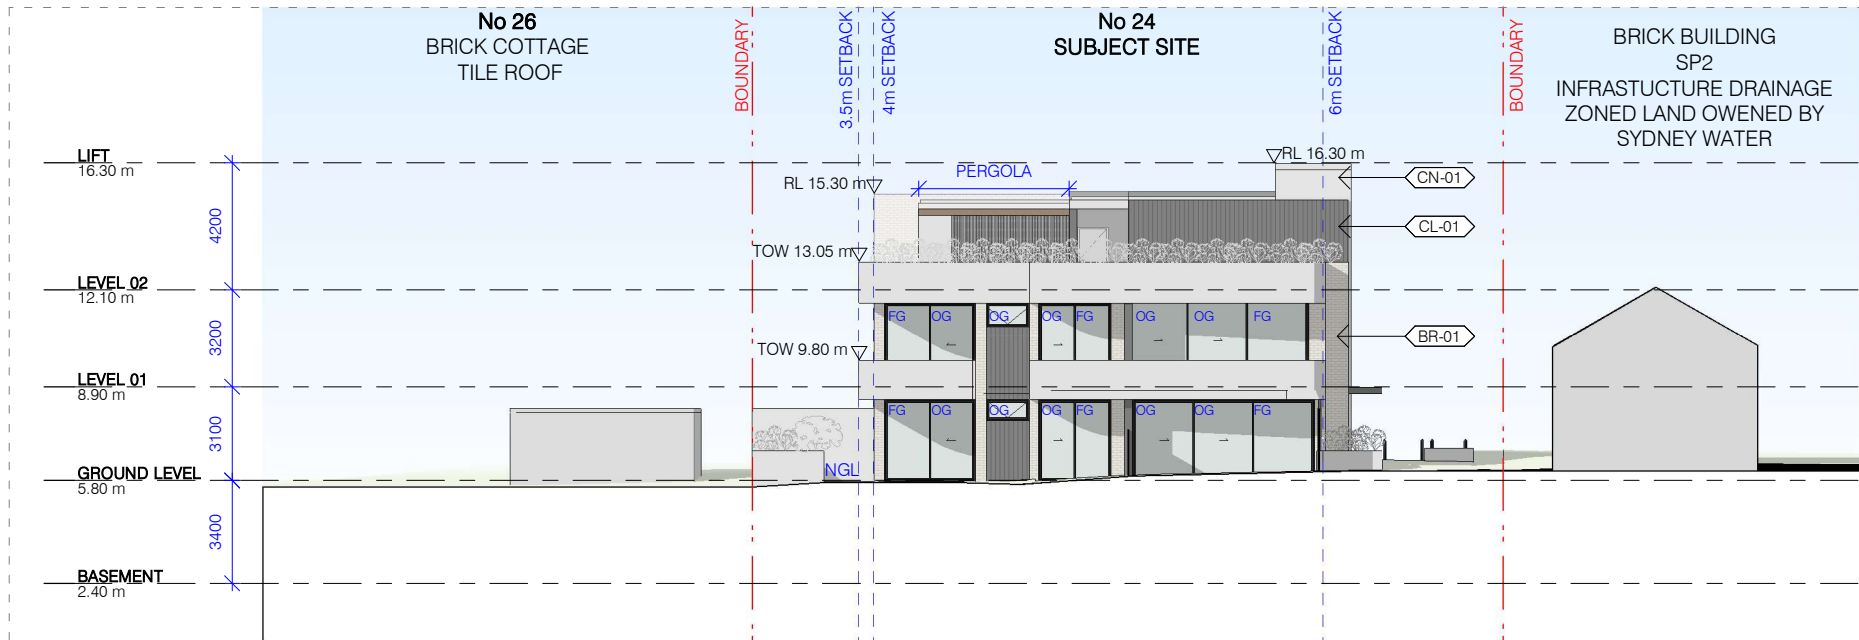 No 26
BRICK COTTAGE
TILE ROOF
BOUNDARY
3.5m SETBACK
4m SETBACK
No 24
SUBJECT SITE
6m SETBACK
BOUNDARY
BRICK BUILDING
SP2
INFRASTUCTURE DRAINAGE
ZONED LAND OWENED BY
SYDNEY WATER
LIFT
16.30 m
RL 16.30 m
PERGOLA
RL 15.30 m
CN-01
4200
CL-01
TOW 13.05 m
LEVEL 02
12.10 m
FG OG OG OG FG OG OG FG
3200
BR-01
TOW 9.80 m
LEVEL 01
8.90 m
FG OG OG OG FG OG OG FG
3100
NGL
GROUND LEVEL
5.80 m
3400
BASEMENT
2.40 m